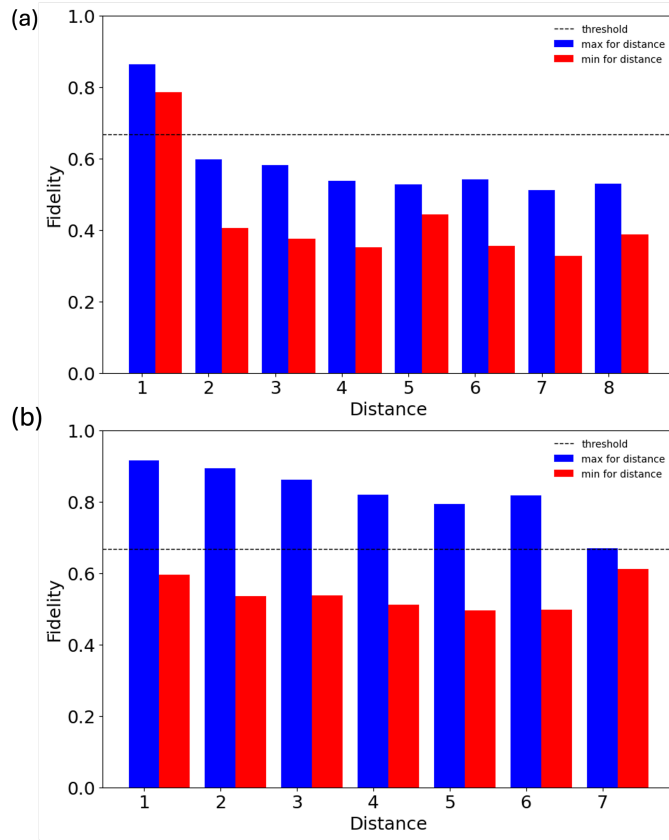 (a)
1.0
0.8
0.6
0.4
0.2
0.0
Fidelity
threshold
max for distance
min for distance
1 2 3 4 5 6 7 8
Distance
(b)
1.0
0.8
0.6
0.4
0.2
0.0
Fidelity
threshold
max for distance
min for distance
1 2 3 4 5 6 7
Distance